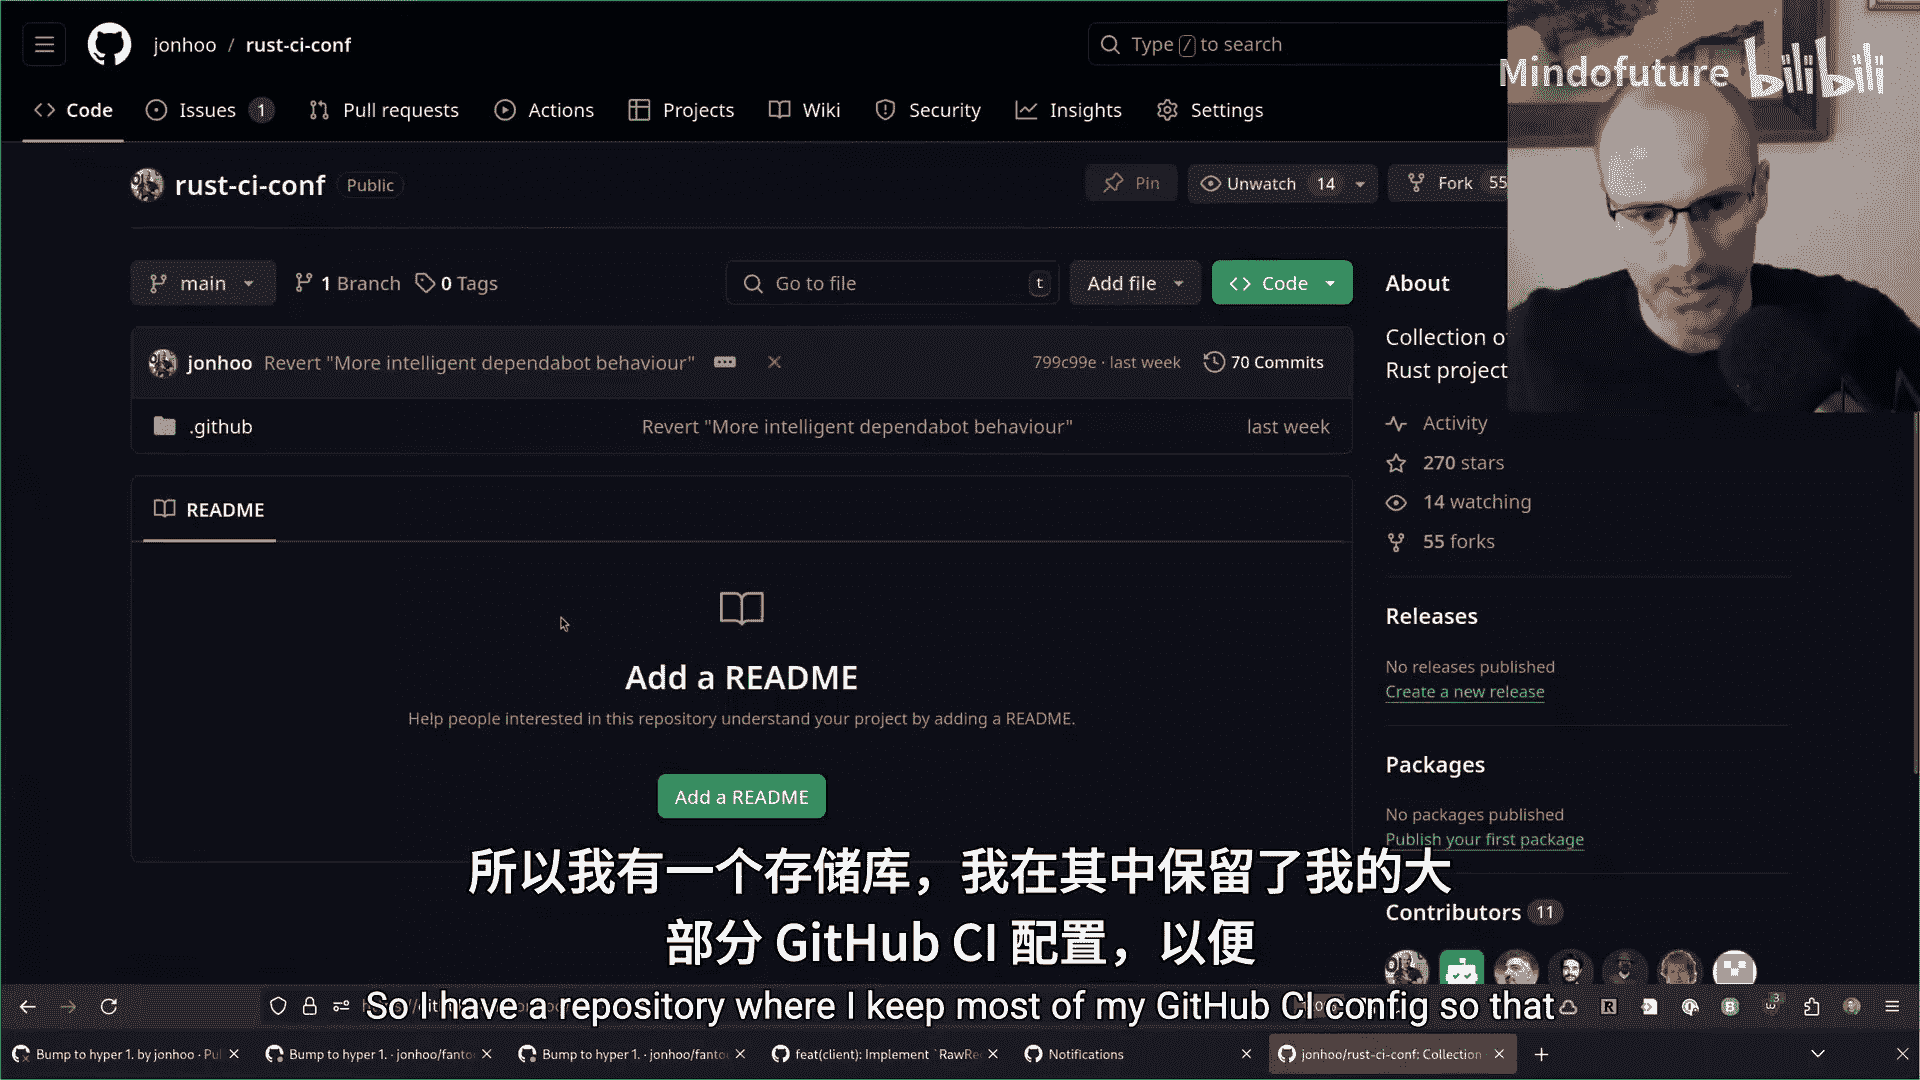 jonhoo / rust-ci-conf
Type / to search
Mindofuture bilibili
Code
Issues 1
Pull requests
Actions
Projects
Wiki
Security
Insights
Settings
rust-ci-conf Public
Pin
Unwatch 14
Fork 55
main
1 Branch
0 Tags
Go to file t
Add file
Code
About
Collection
Rust project
jonhoo Revert "More intelligent dependabot behaviour"
799c99e · last week
70 Commits
.github Revert "More intelligent dependabot behaviour" last week
Activity
270 stars
14 watching
55 forks
README
Add a README
Help people interested in this repository understand your project by adding a README.
Add a README
Releases
No releases published
Create a new release
Packages
No packages published
Publish your first package
Contributors 11
所以我有一个存储库，我在其中保留了我的大
部分 GitHub CI 配置，以便
So I have a repository where I keep most of my GitHub CI config so that
Bump to hyper 1. by jonhoo · Pul
Bump to hyper 1. · jonhoo/fanto
Bump to hyper 1. · jonhoo/fanto
feat(client): Implement `RawRe
Notifications
jonhoo/rust-ci-conf: Collection